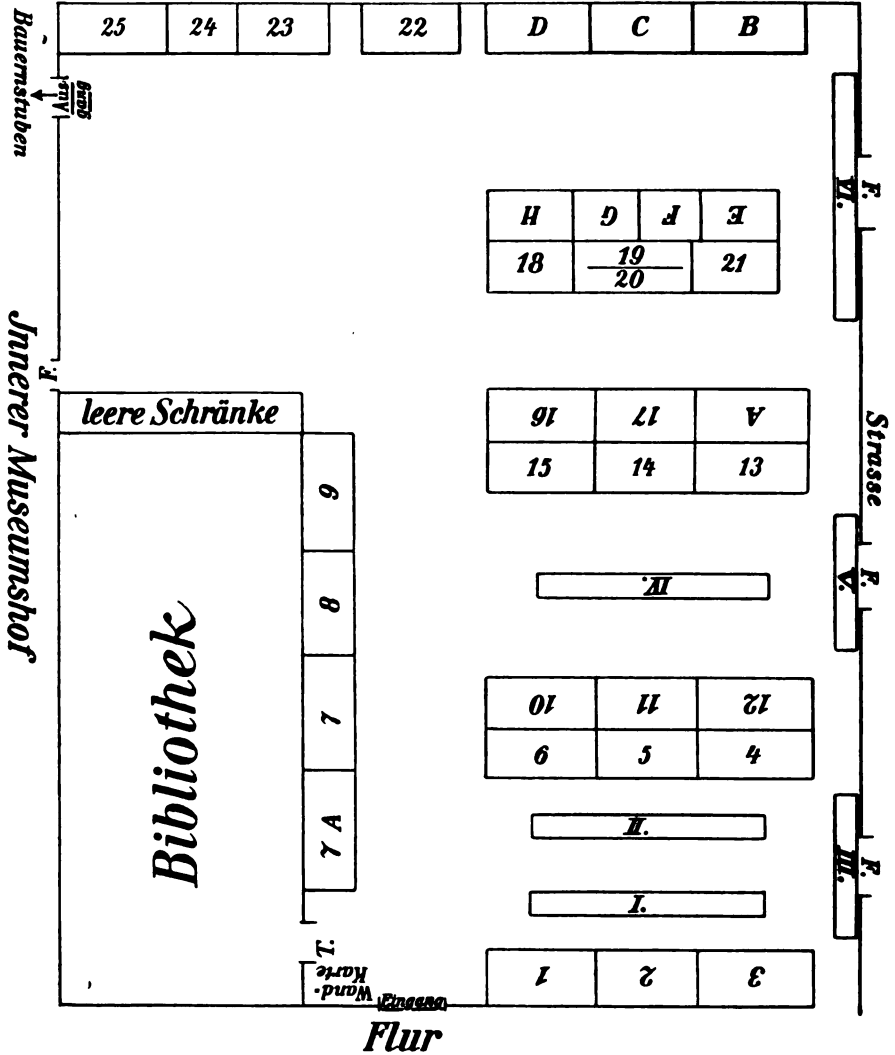 25 24 23 22 D C B
Bauernstuben
Aus-
gang
F.
VI.
H G F E
18 19 21
20
F.
Innerer Museumshof
leere Schränke
16 17 A
15 14 13
Strasse
9
8
7
7 A
Bibliothek
IV.
F.
V.
10 11 12
6 5 4
II.
F.
III.
I.
T.
Wand-
Karte
1 2 3
Eingang
Flur